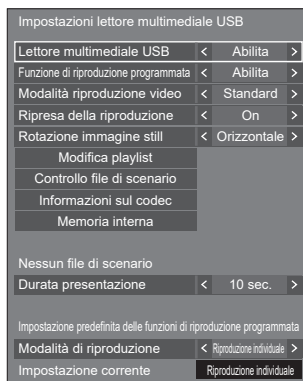 Impostazioni lettore multimediale USB
Lettore multimediale USB < Abilita >
Funzione di riproduzione programmata < Abilita >
Modalità riproduzione video < Standard >
Ripresa della riproduzione < On >
Rotazione immagine still < Orizzontale >
Modifica playlist
Controllo file di scenario
Informazioni sul codec
Memoria interna
Nessun file di scenario
Durata presentazione < 10 sec. >
Impostazione predefinita delle funzioni di riproduzione programmata
Modalità di riproduzione < Riproduzione individuale >
Impostazione corrente Riproduzione individuale